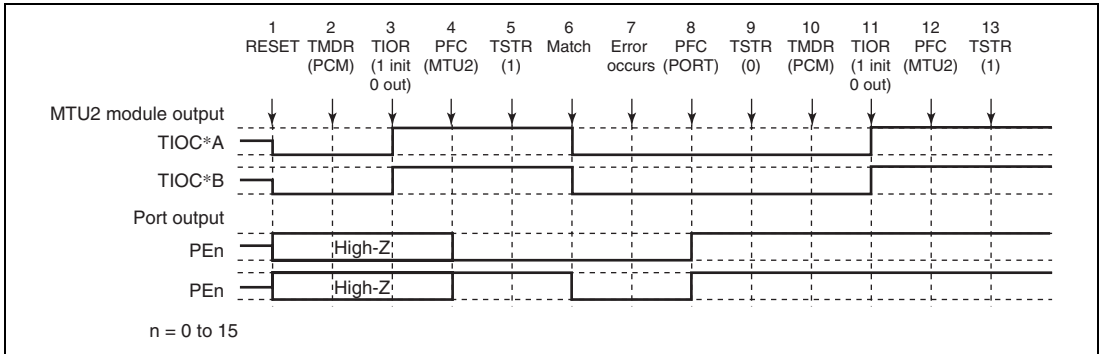 1 2 3 4 5 6 7 8 9 10 11 12 13
RESET TMDR TIOR PFC TSTR Match Error PFC TSTR TMDR TIOR PFC TSTR
(PCM) (1 init (MTU2) (1) occurs (PORT) (0) (PCM) (1 init (MTU2) (1)
0 out) 0 out)
MTU2 module output
TIOC*A
TIOC*B
Port output
PEn High-Z
PEn High-Z
n = 0 to 15